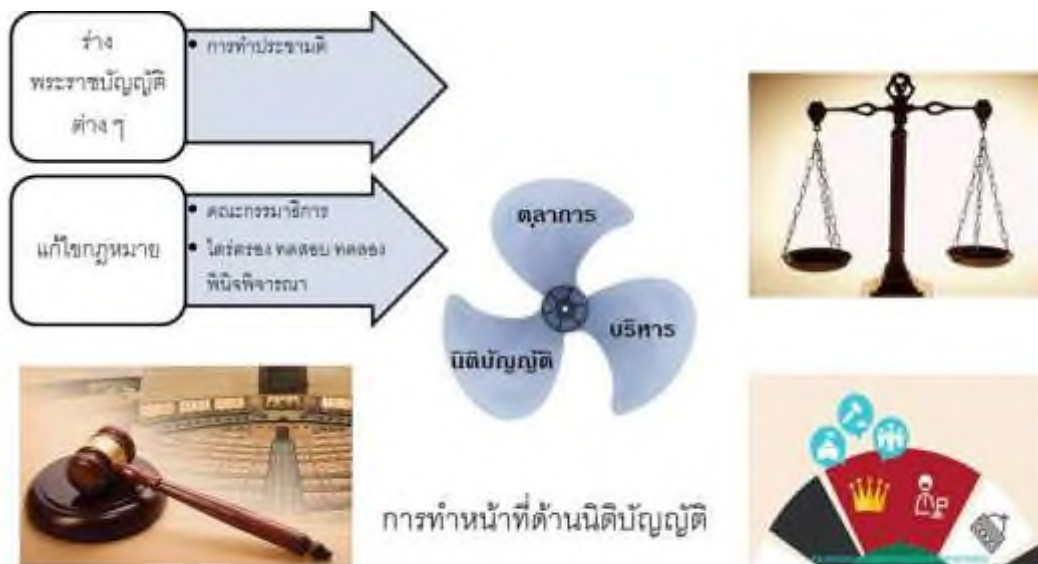 ร่าง
พระราชบัญญัติ
ต่าง ๆ
• การทำประชามติ
แก้ไขกฎหมาย
• คณะกรรมาธิการ
• ไตร่ตรอง ทดสอบ ทดลอง
พินิจพิจารณา
ตุลาการ
บริหาร
นิติบัญญัติ
การทำหน้าที่ด้านนิติบัญญัติ